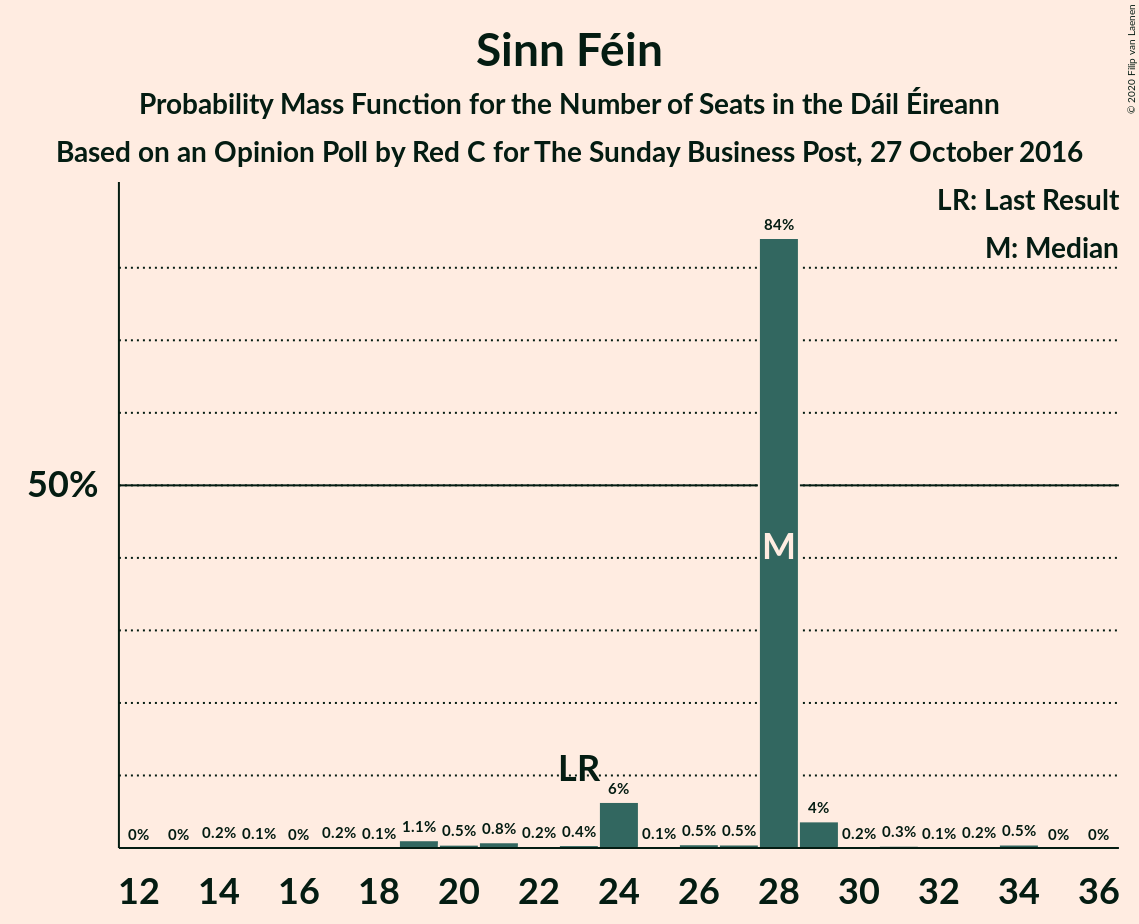 Sinn Féin
Probability Mass Function for the Number of Seats in the Dáil Éireann
Based on an Opinion Poll by Red C for The Sunday Business Post, 27 October 2016
© 2020 Filip van Laenen
LR: Last Result
M: Median
84%
50%
M
LR
6%
4%
0% 0% 0.2% 0.1% 0% 0.2% 0.1% 1.1% 0.5% 0.8% 0.2% 0.4% 0.1% 0.5% 0.5% 0.2% 0.3% 0.1% 0.2% 0.5% 0% 0%
12 14 16 18 20 22 24 26 28 30 32 34 36